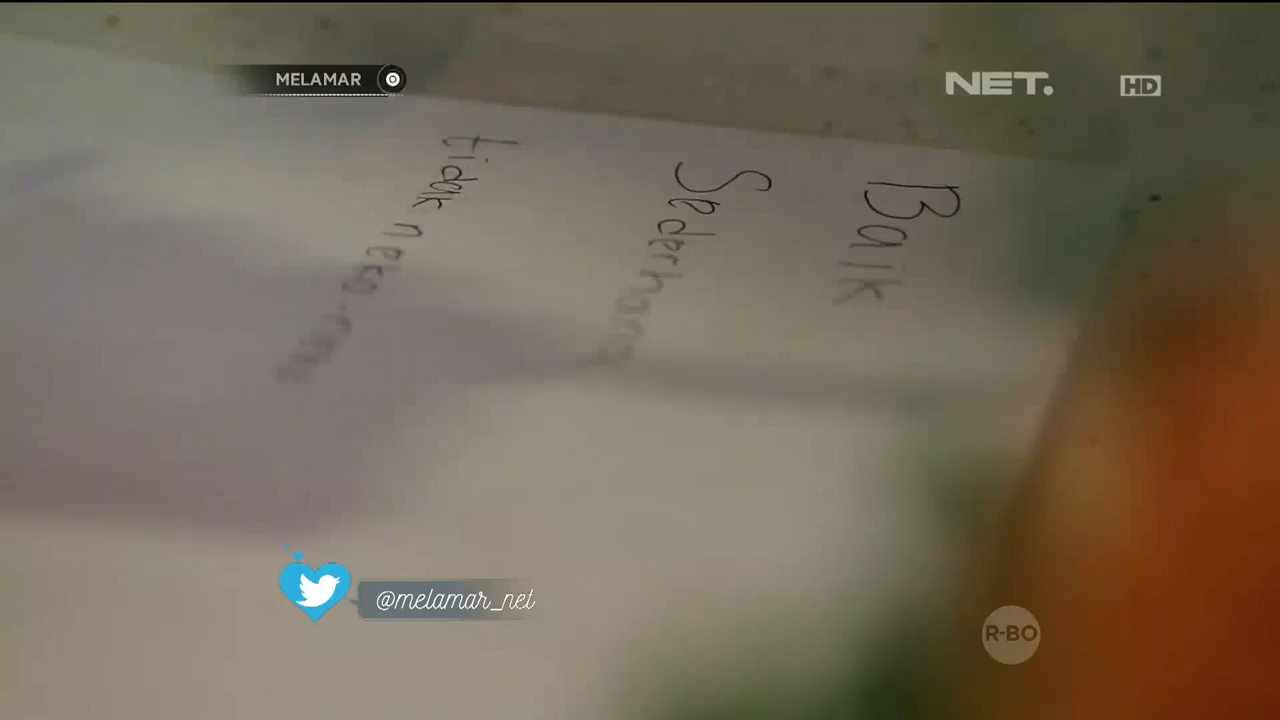 MELAMAR
NET.
HD
Baik
Sederhana
tidak
@melamar_net
R-BO